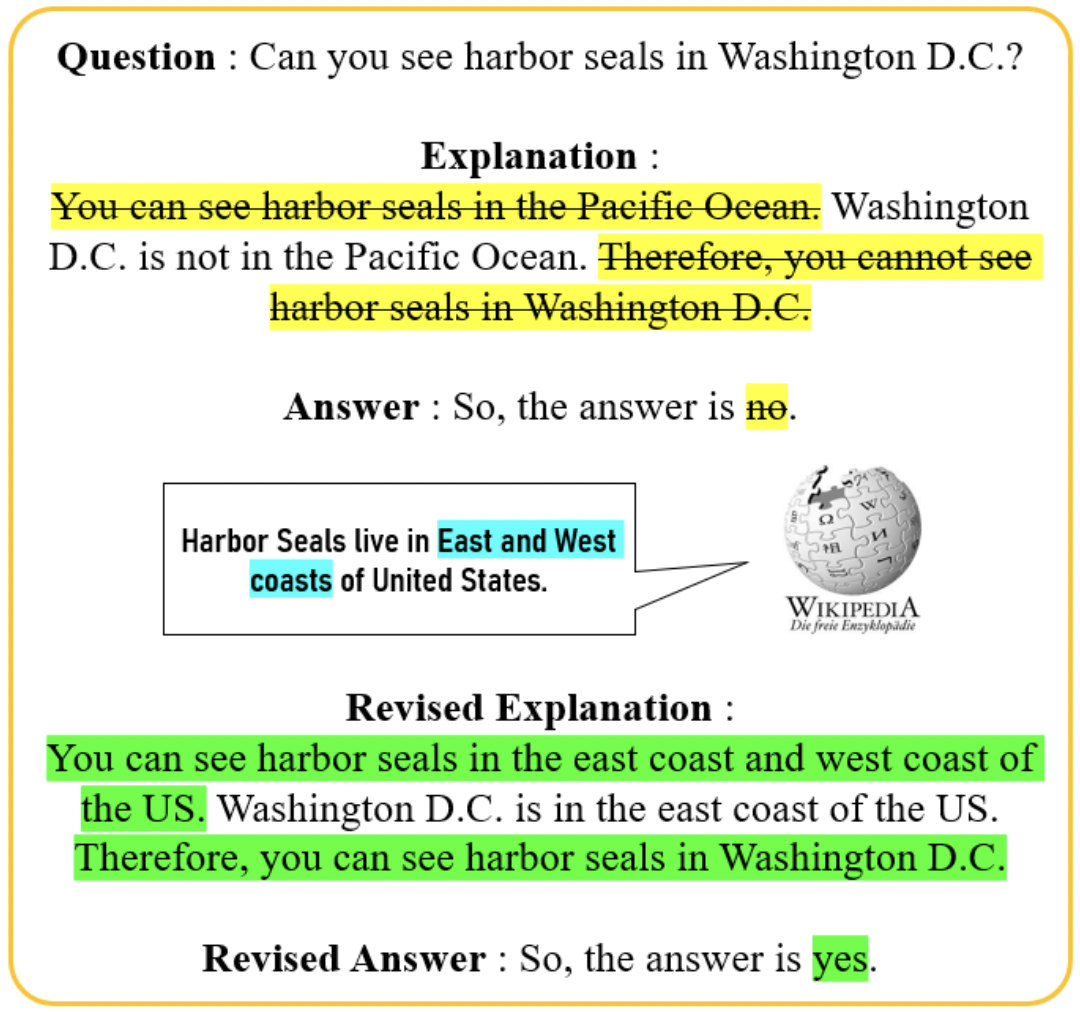 Question : Can you see harbor seals in Washington D.C.?
Explanation :
You can see harbor seals in the Pacific Ocean. Washington
D.C. is not in the Pacific Ocean. Therefore, you cannot see
harbor seals in Washington D.C.
Answer : So, the answer is no.
Harbor Seals live in East and West
coasts of United States.
WIKIPEDIA
Die freie Enzyklopädie
Revised Explanation :
You can see harbor seals in the east coast and west coast of
the US. Washington D.C. is in the east coast of the US.
Therefore, you can see harbor seals in Washington D.C.
Revised Answer : So, the answer is yes.